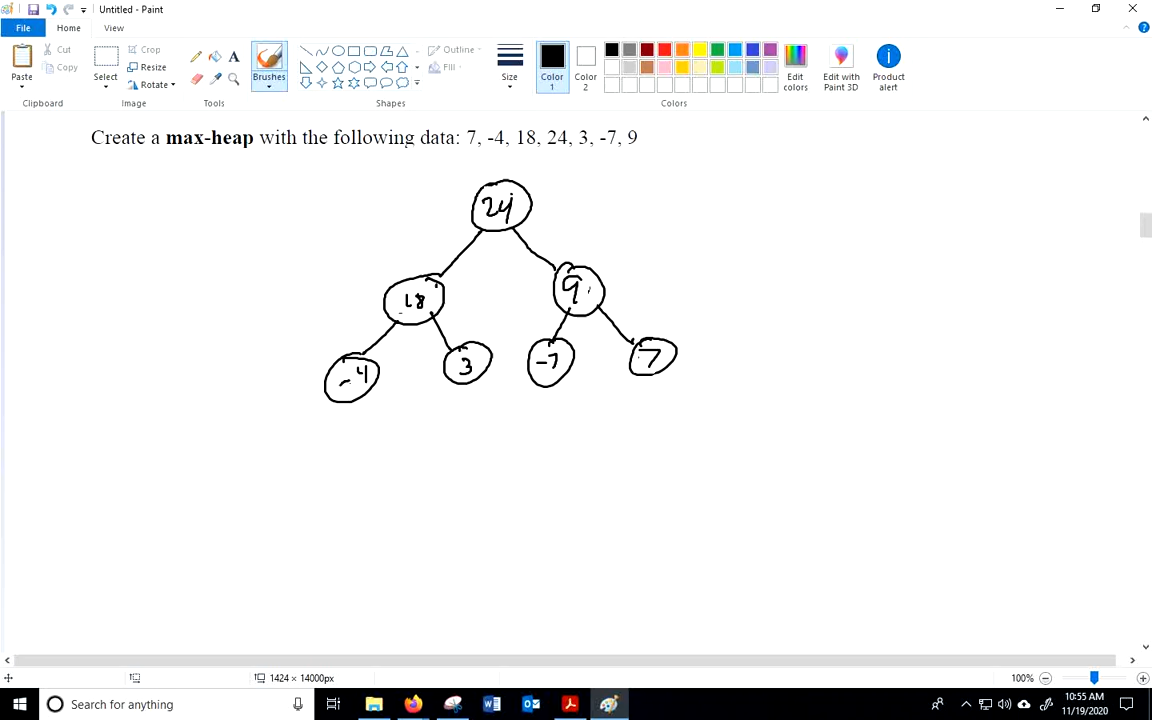 Untitled - Paint
File Home View
Paste Cut Copy Clipboard
Select Crop Resize Rotate Image
Tools
Brushes
Outline Fill Shapes
Size
Color 1 Color 2
Edit colors Edit with Paint 3D Product alert
Colors
Create a max-heap with the following data: 7, -4, 18, 24, 3, -7, 9
24
18 9
-4 3 -7 7
1424 × 14000px 100%
Search for anything
10:55 AM
11/19/2020